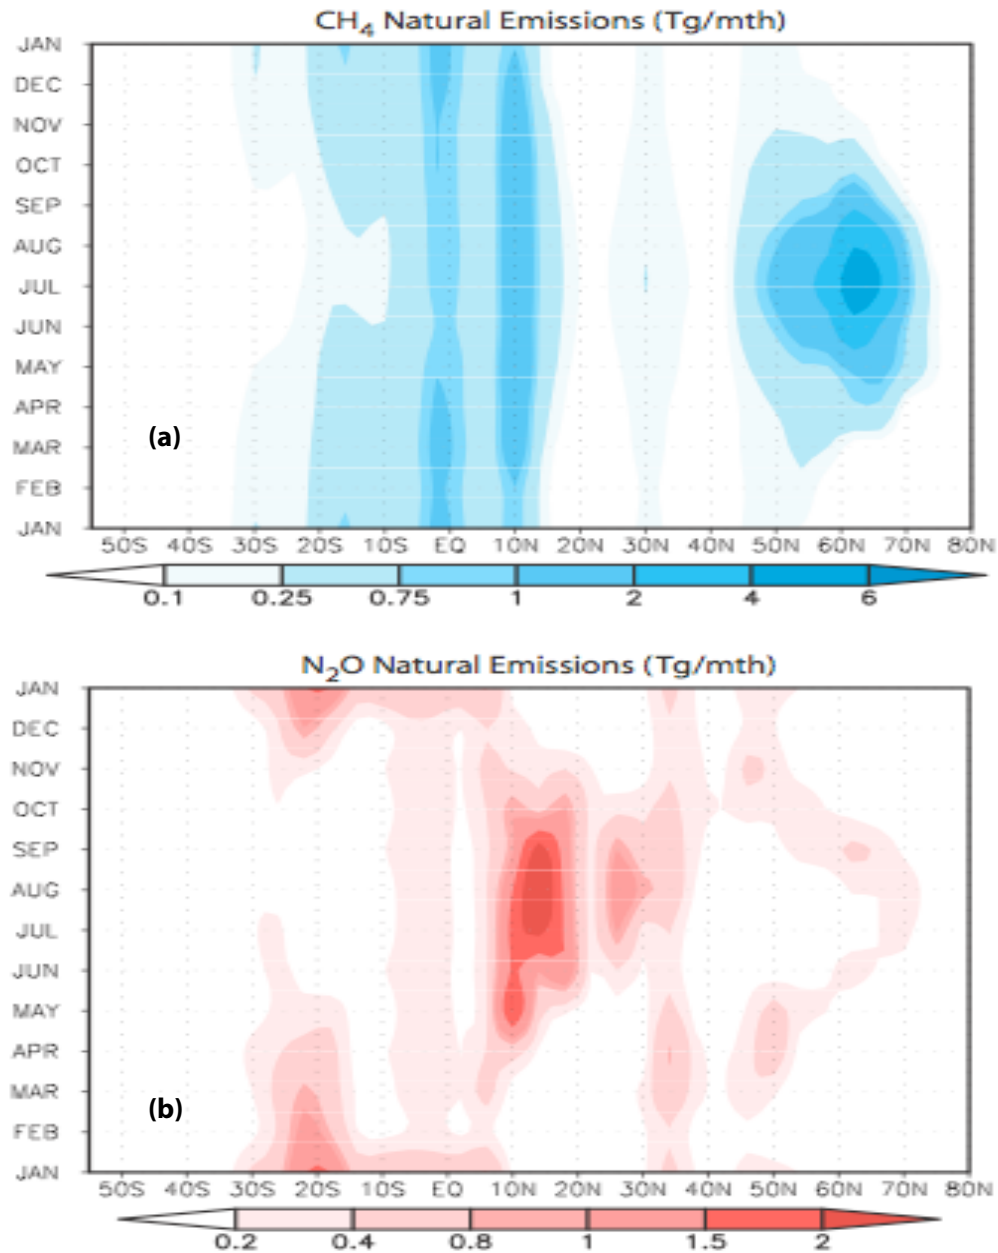 CH₄ Natural Emissions (Tg/mth)
JAN
DEC
NOV
OCT
SEP
AUG
JUL
JUN
MAY
APR
(a)
MAR
FEB
JAN
50S 40S 30S 20S 10S EQ 10N 20N 30N 40N 50N 60N 70N 80N
0.1 0.25 0.75 1 2 4 6
N₂O Natural Emissions (Tg/mth)
JAN
DEC
NOV
OCT
SEP
AUG
JUL
JUN
MAY
APR
MAR
(b)
FEB
JAN
50S 40S 30S 20S 10S EQ 10N 20N 30N 40N 50N 60N 70N 80N
0.2 0.4 0.8 1 1.5 2